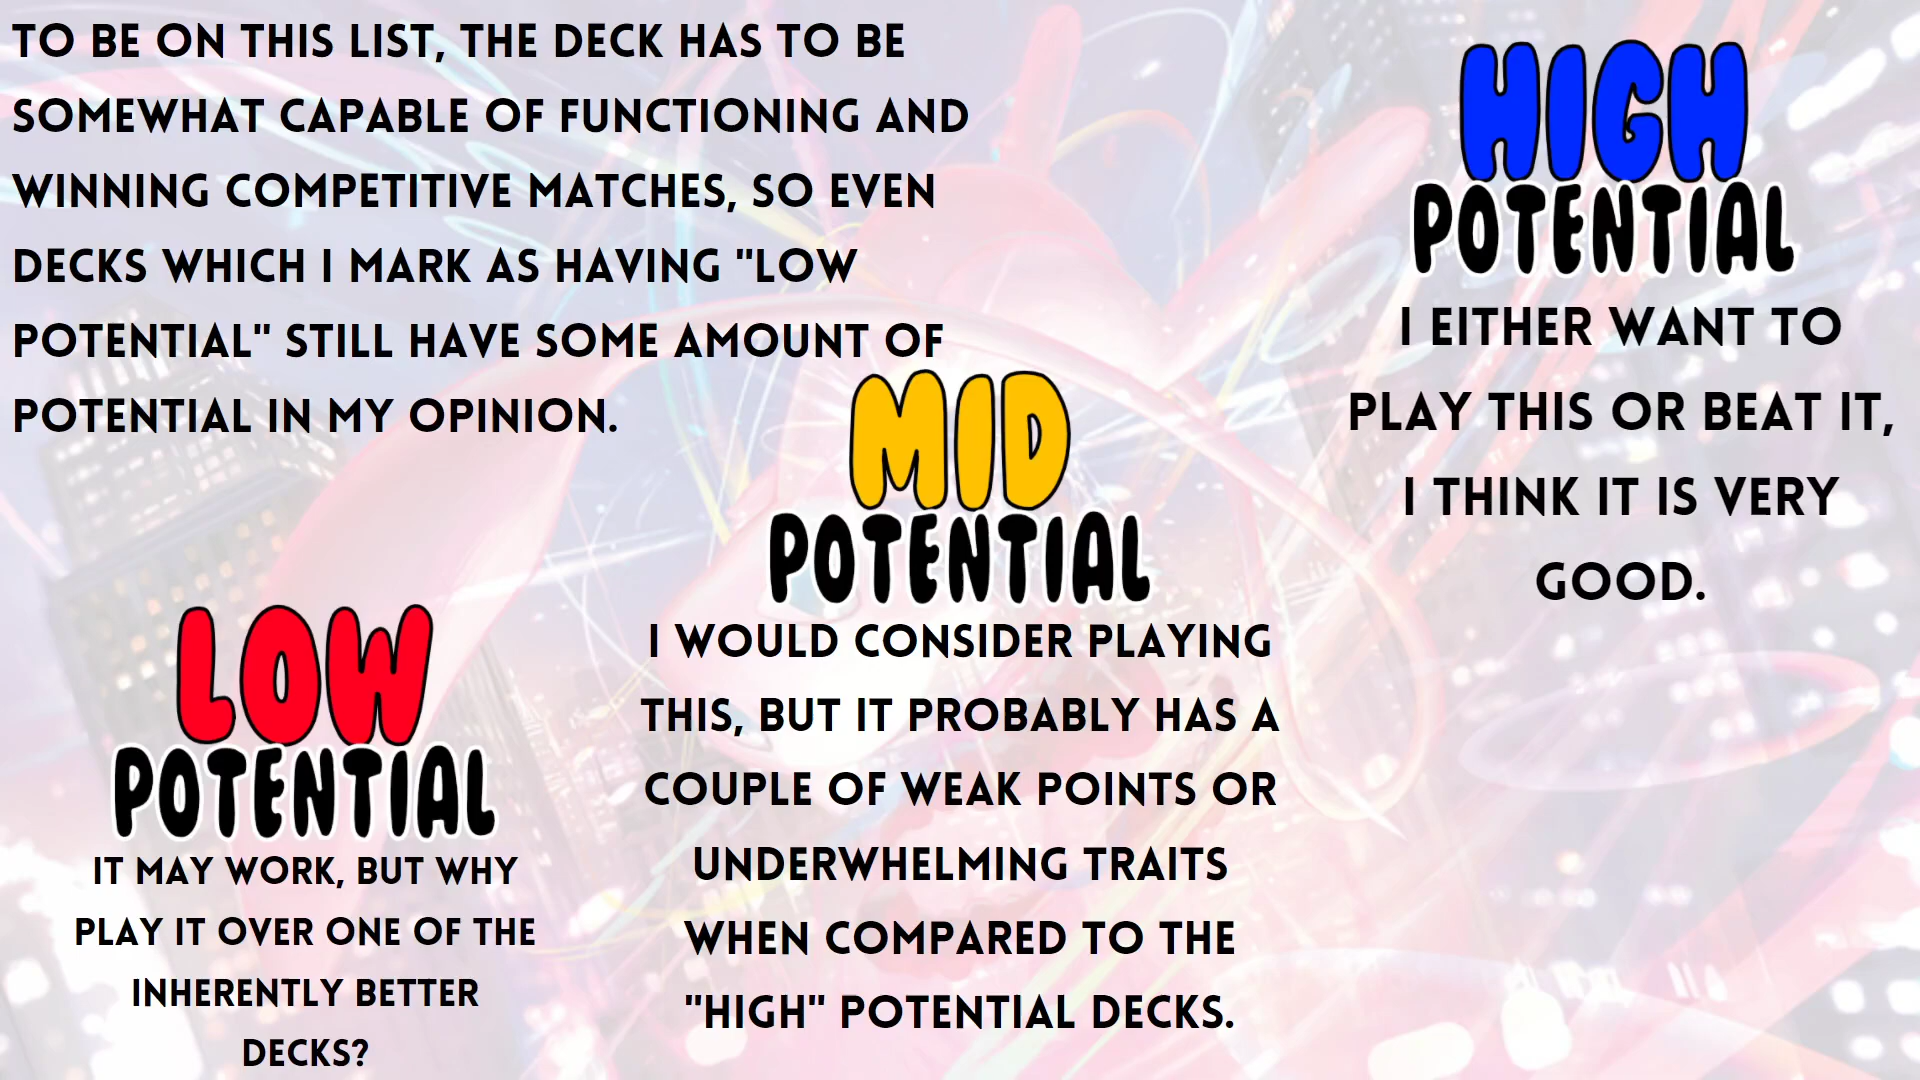 TO BE ON THIS LIST, THE DECK HAS TO BE
SOMEWHAT CAPABLE OF FUNCTIONING AND
WINNING COMPETITIVE MATCHES, SO EVEN
DECKS WHICH I MARK AS HAVING "LOW
POTENTIAL" STILL HAVE SOME AMOUNT OF
POTENTIAL IN MY OPINION.
LOW
POTENTIAL
IT MAY WORK, BUT WHY
PLAY IT OVER ONE OF THE
INHERENTLY BETTER
DECKS?
MID
POTENTIAL
I WOULD CONSIDER PLAYING
THIS, BUT IT PROBABLY HAS A
COUPLE OF WEAK POINTS OR
UNDERWHELMING TRAITS
WHEN COMPARED TO THE
"HIGH" POTENTIAL DECKS.
HIGH
POTENTIAL
I EITHER WANT TO
PLAY THIS OR BEAT IT,
I THINK IT IS VERY
GOOD.